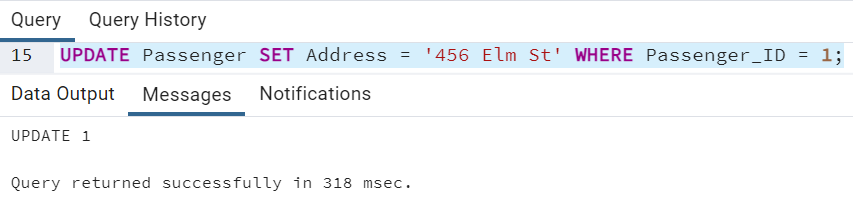 Query Query History
15 UPDATE Passenger SET Address = '456 Elm St' WHERE Passenger_ID = 1;
Data Output Messages Notifications
UPDATE 1
Query returned successfully in 318 msec.